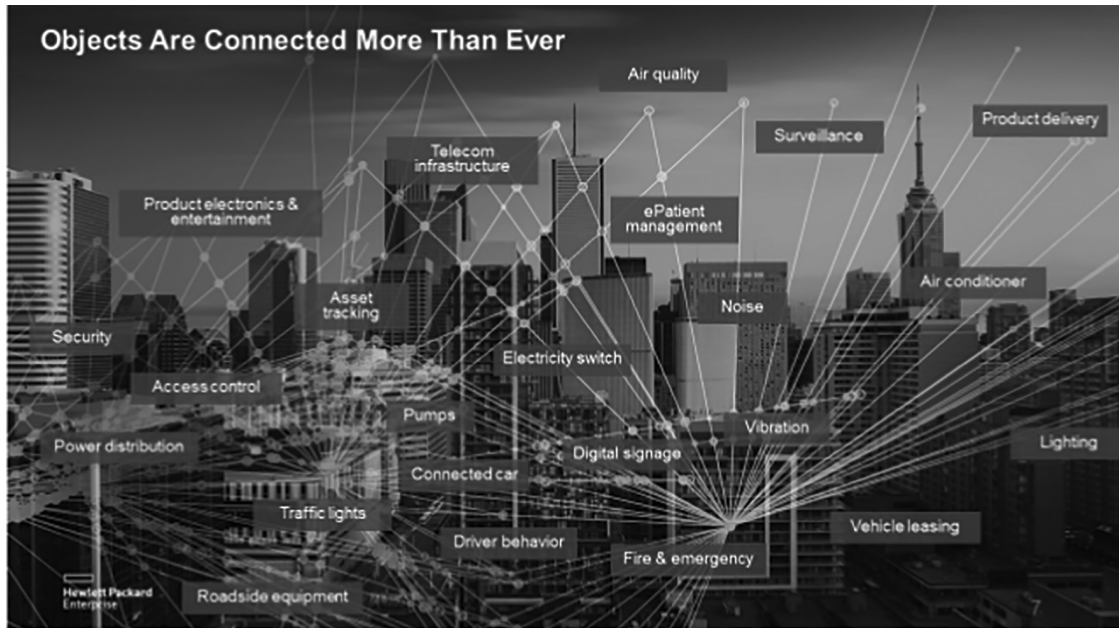 Objects Are Connected More Than Ever
Air quality
Product delivery
Surveillance
Telecom
infrastructure
Product electronics &
entertainment
ePatient
management
Air conditioner
Asset
tracking
Noise
Security
Electricity switch
Access control
Pumps
Vibration
Power distribution
Digital signage
Lighting
Connected car
Traffic lights
Vehicle leasing
Driver behavior
Fire & emergency
Hewlett Packard
Enterprise
Roadside equipment
7